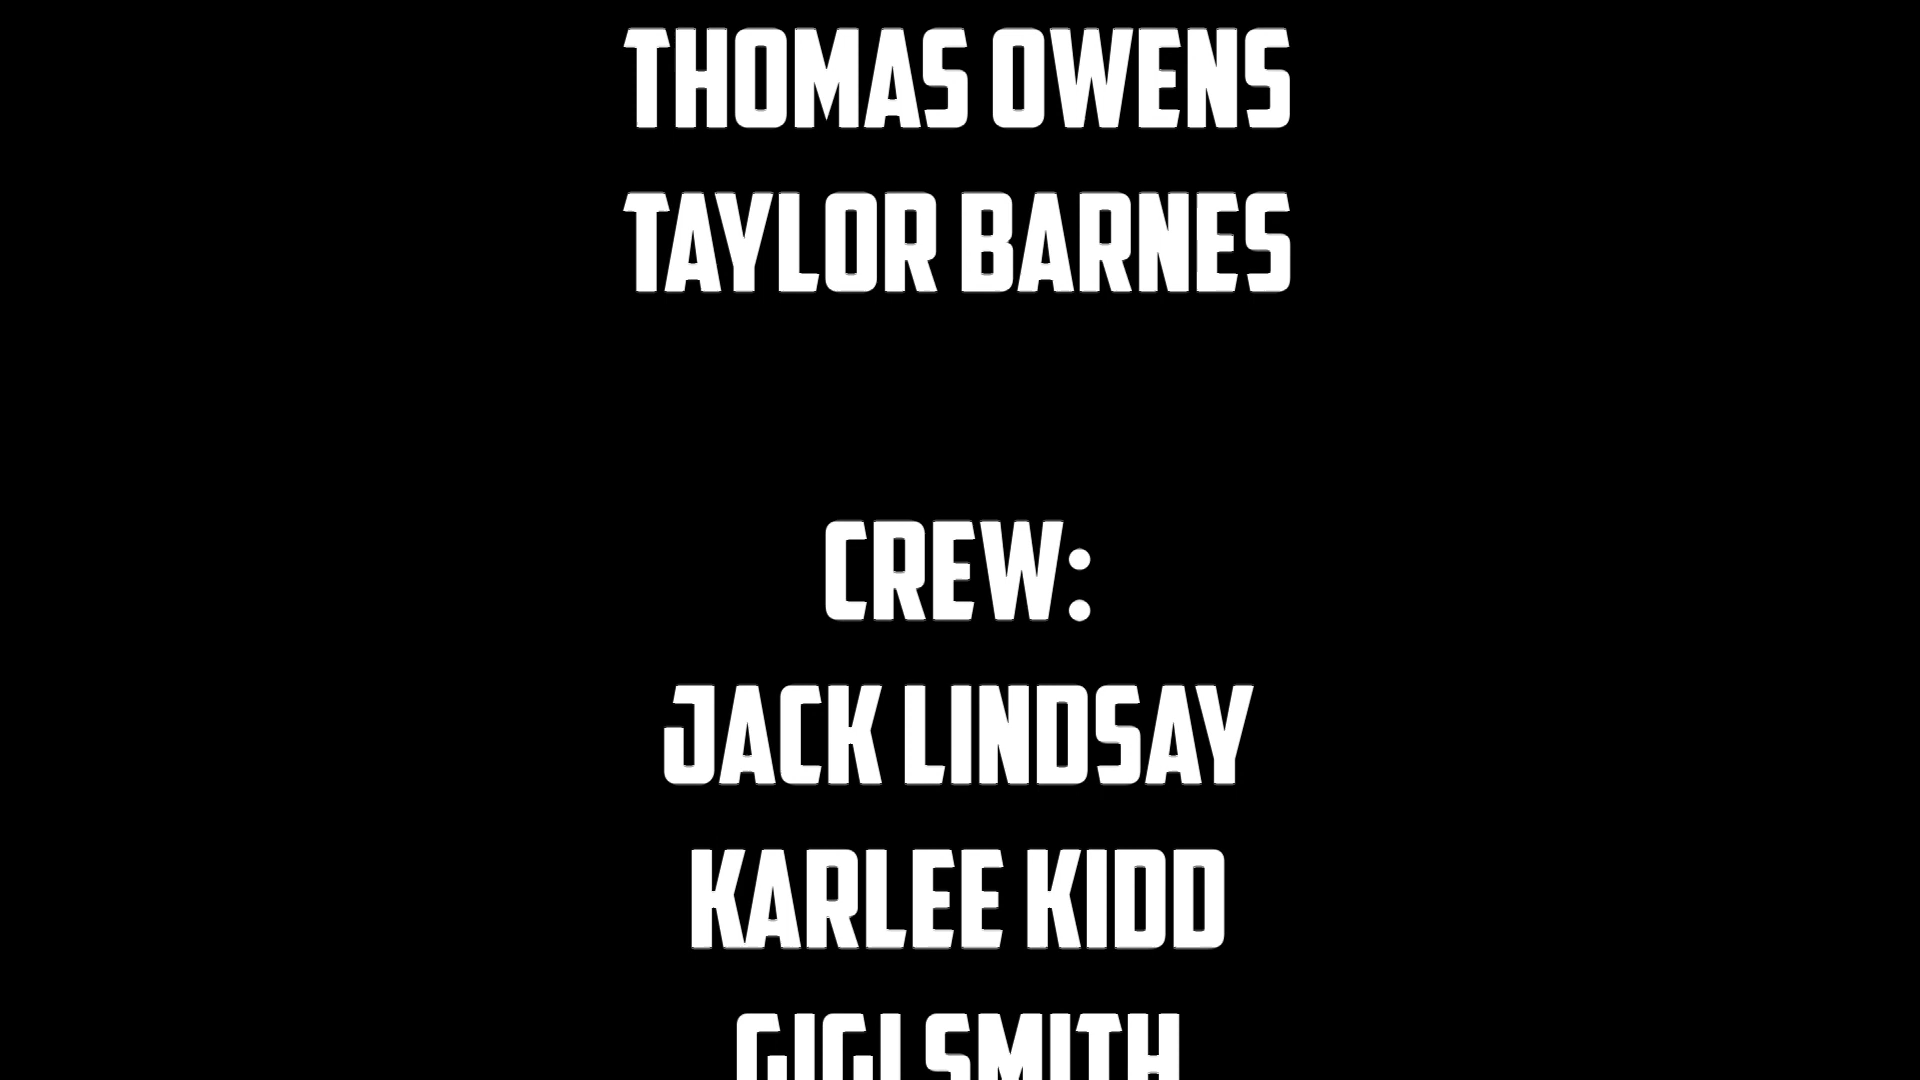 THOMAS OWENS
TAYLOR BARNES
CREW:
JACK LINDSAY
KARLEE KIDD
GIGI SMITH